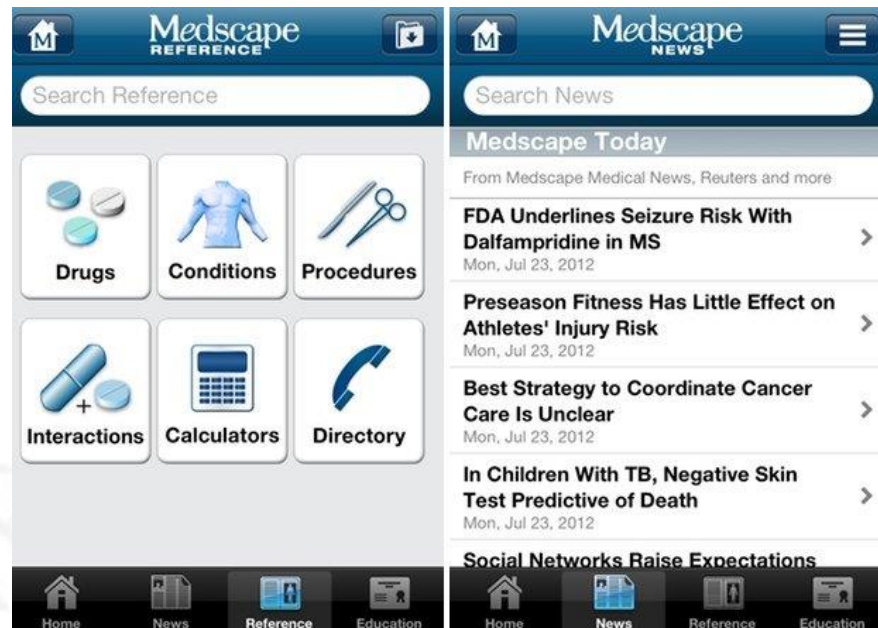 M
Medscape
REFERENCE
Search Reference
Drugs
Conditions
Procedures
+
Interactions
Calculators
Directory
Home
News
Reference
Education
M
Medscape
NEWS
Search News
Medscape Today
From Medscape Medical News, Reuters and more
FDA Underlines Seizure Risk With
Dalfampridine in MS
Mon, Jul 23, 2012
Preseason Fitness Has Little Effect on
Athletes' Injury Risk
Mon, Jul 23, 2012
Best Strategy to Coordinate Cancer
Care Is Unclear
Mon, Jul 23, 2012
In Children With TB, Negative Skin
Test Predictive of Death
Mon, Jul 23, 2012
Social Networks Raise Expectations
Home
News
Reference
Education